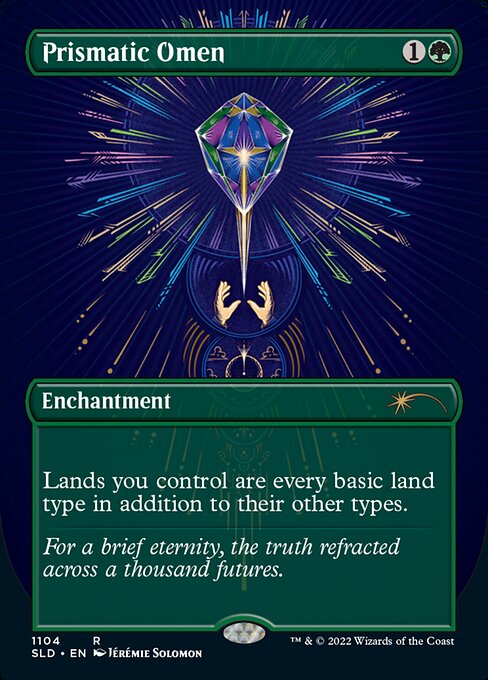 Prismatic Omen 1
Enchantment
Lands you control are every basic land
type in addition to their other types.
For a brief eternity, the truth refracted
across a thousand futures.
1104 R
SLD • EN Jérémie Solomon
™ & © 2022 Wizards of the Coast